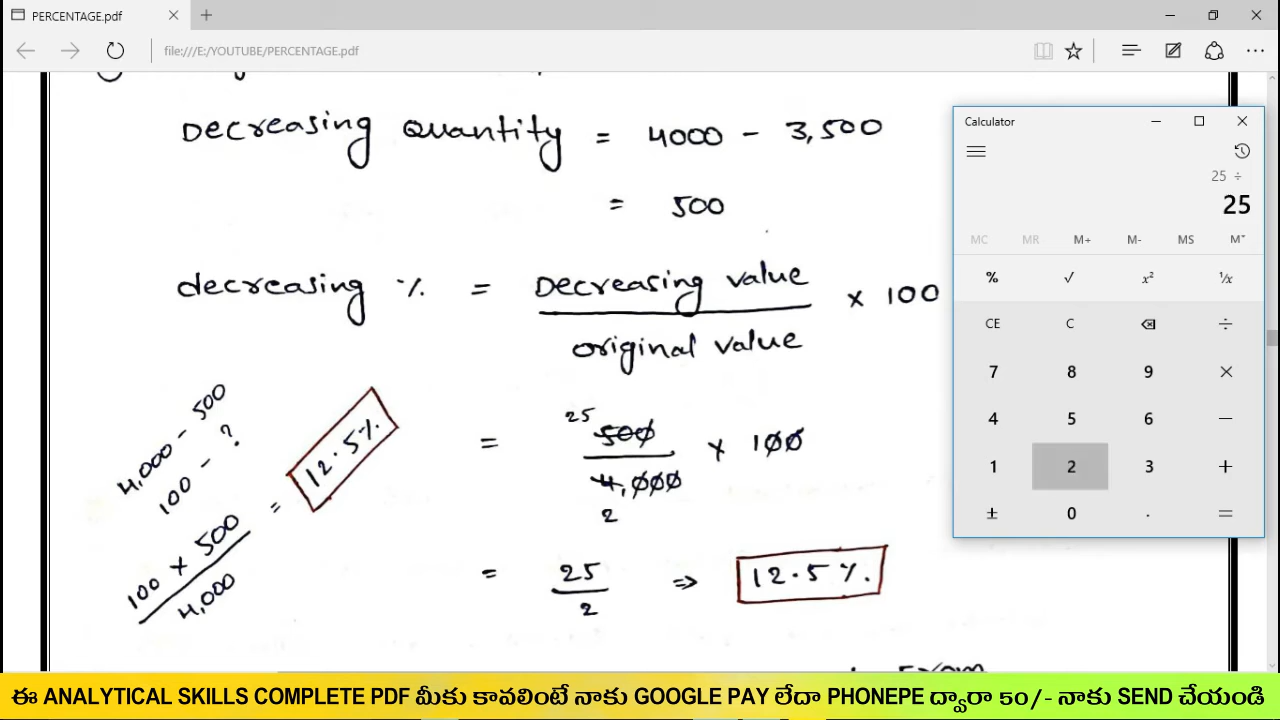 PERCENTAGE.pdf
file:///E:/YOUTUBE/PERCENTAGE.pdf
Decreasing Quantity = 4000 - 3,500
= 500
decreasing % = Decreasing value / original value × 100
= 25 500 / 4,000 2 × 100
= 25 / 2 ⇒ 12.5%.
4,000 - 500
100 - ?
100 × 500 / 4,000 = 12.5%.
Calculator
25 ÷
25
MC MR M+ M- MS M˅
% √ x² ¹/x
CE C ⌫ ÷
7 8 9 ×
4 5 6 −
1 2 3 +
± 0 . =
ఈ ANALYTICAL SKILLS COMPLETE PDF మీకు కావలింటే నాకు GOOGLE PAY లేదా PHONEPE ద్వారా 50/- నాకు SEND చేయండి